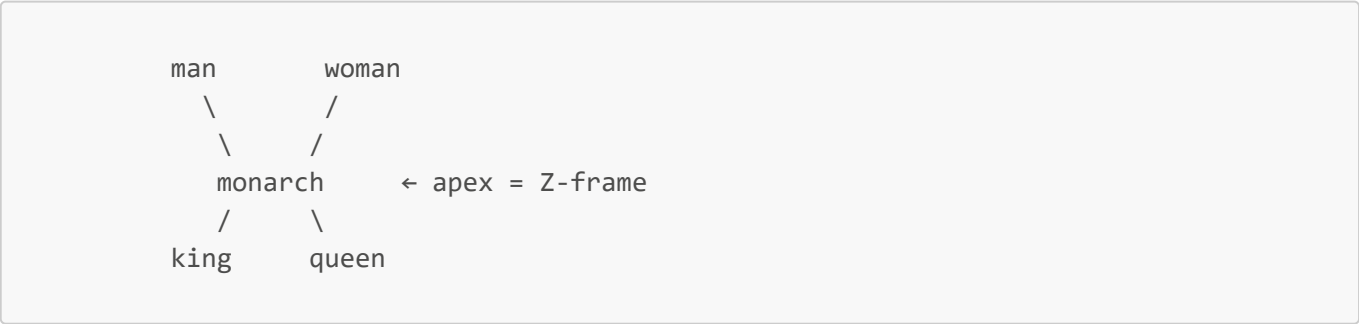 man woman
\ /
\ /
monarch ← apex = Z-frame
/ \
king queen